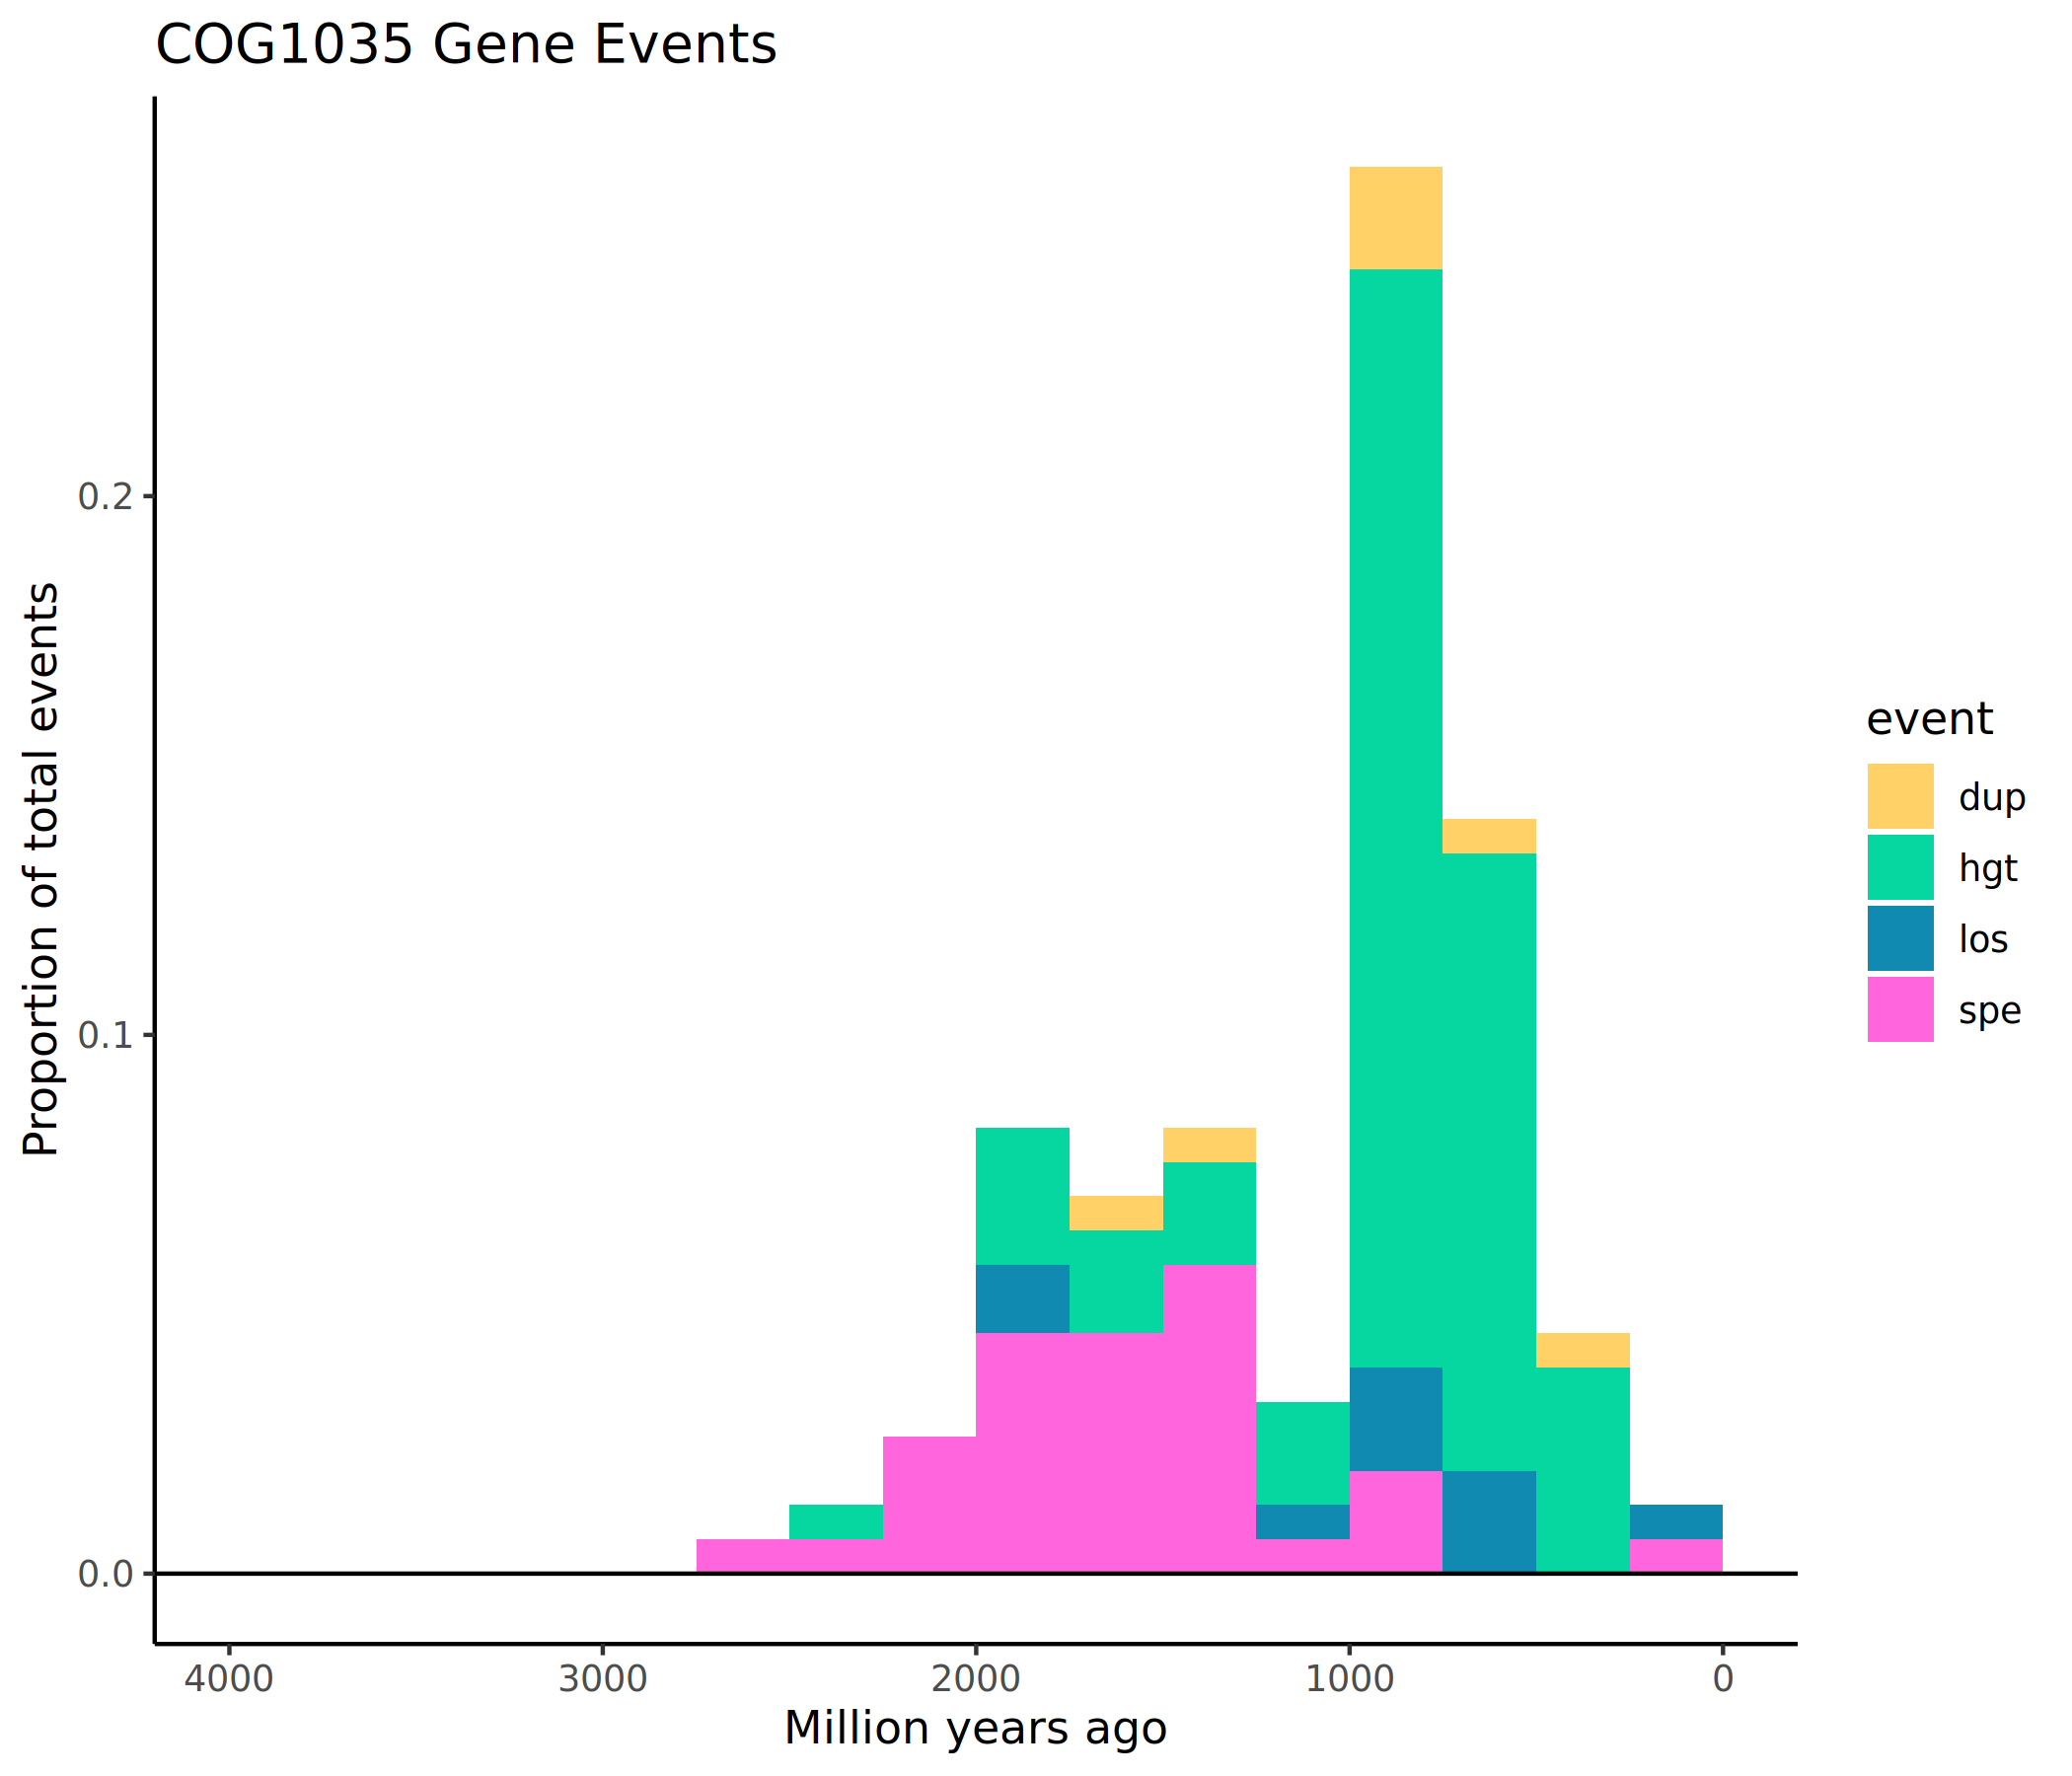 COG1035 Gene Events
Proportion of total events
0.2
0.1
0.0
4000 3000 2000 1000 0
Million years ago
event
dup
hgt
los
spe